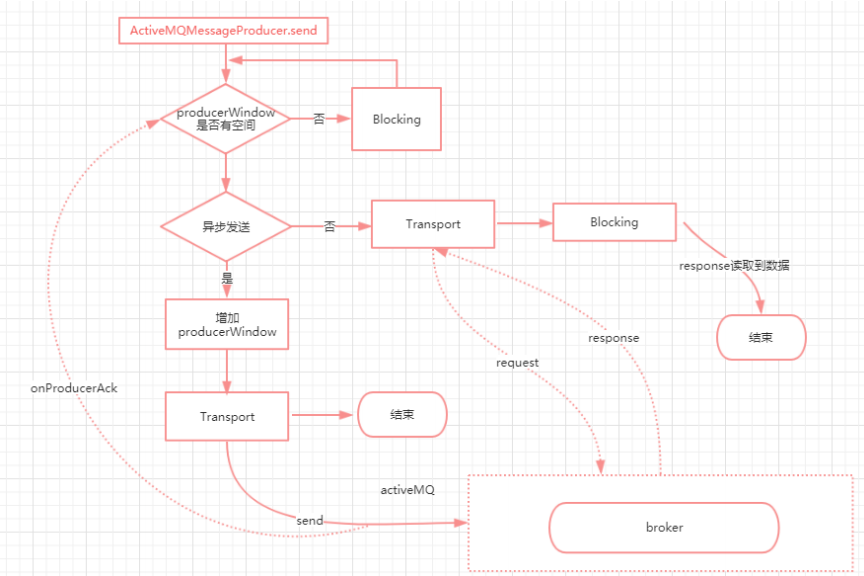 ActiveMQMessageProducer.send
producerWindow
是否有空间
否
Blocking
异步发送
否
Transport
Blocking
response读取到数据
结束
是
增加
producerWindow
request
response
onProducerAck
Transport
结束
send
activeMQ
broker